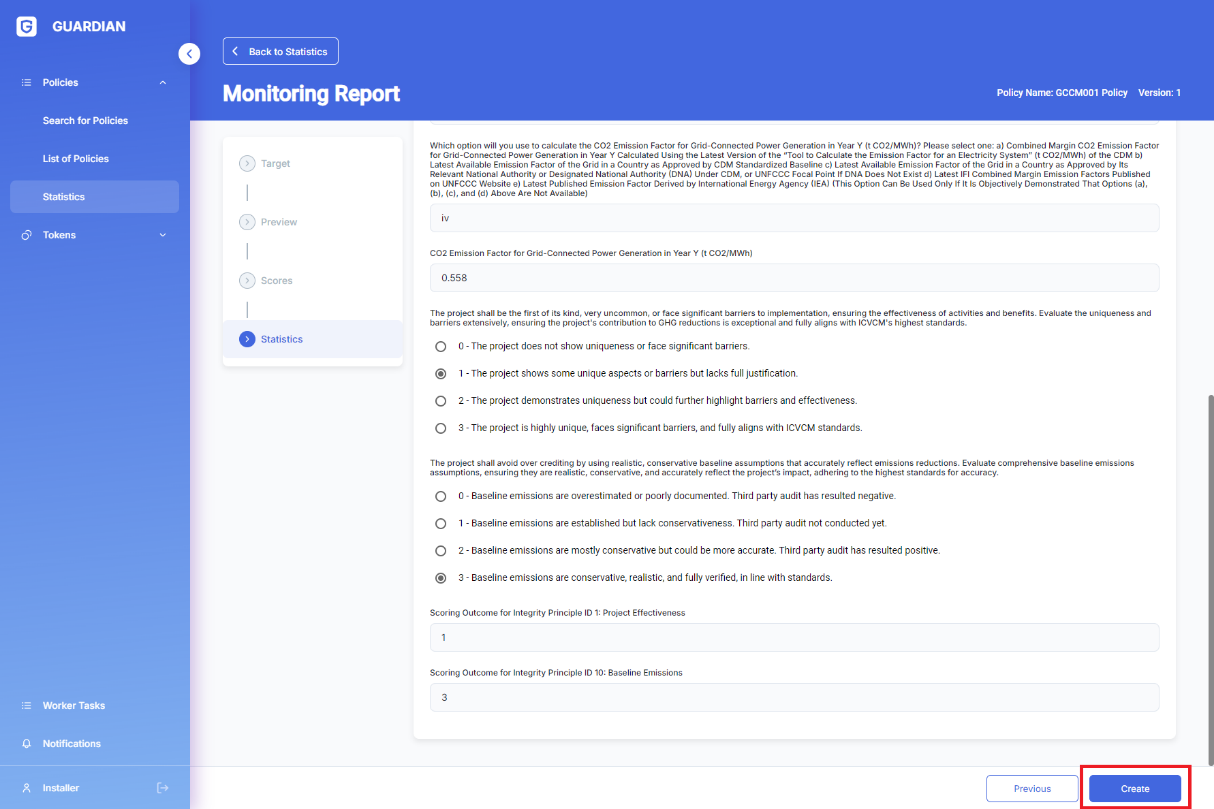 GUARDIAN
Policies
Search for Policies
List of Policies
Statistics
Tokens
Worker Tasks
Notifications
Installer
Back to Statistics
Monitoring Report
Policy Name: GCCM001 Policy Version: 1
Target
Preview
Scores
Statistics
Which option will you use to calculate the CO2 Emission Factor for Grid-Connected Power Generation in Year Y (t CO2/MWh)? Please select one: a) Combined Margin CO2 Emission Factor
for Grid-Connected Power Generation in Year Y Calculated Using the Latest Version of the “Tool to Calculate the Emission Factor for an Electricity System” (t CO2/MWh) of the CDM b)
Latest Available Emission Factor of the Grid in a Country as Approved by CDM Standardized Baseline c) Latest Available Emission Factor of the Grid in a Country as Approved by Its
Relevant National Authority or Designated National Authority (DNA) Under CDM, or UNFCCC Focal Point If DNA Does Not Exist d) Latest IFI Combined Margin Emission Factors Published
on UNFCCC Website e) Latest Published Emission Factor Derived by International Energy Agency (IEA) (This Option Can Be Used Only If It Is Objectively Demonstrated That Options (a),
(b), (c), and (d) Above Are Not Available)
iv
CO2 Emission Factor for Grid-Connected Power Generation in Year Y (t CO2/MWh)
0.558
The project shall be the first of its kind, very uncommon, or face significant barriers to implementation, ensuring the effectiveness of activities and benefits. Evaluate the uniqueness and
barriers extensively, ensuring the project's contribution to GHG reductions is exceptional and fully aligns with ICVCM's highest standards.
0 - The project does not show uniqueness or face significant barriers.
1 - The project shows some unique aspects or barriers but lacks full justification.
2 - The project demonstrates uniqueness but could further highlight barriers and effectiveness.
3 - The project is highly unique, faces significant barriers, and fully aligns with ICVCM standards.
The project shall avoid over crediting by using realistic, conservative baseline assumptions that accurately reflect emissions reductions. Evaluate comprehensive baseline emissions
assumptions, ensuring they are realistic, conservative, and accurately reflect the project's impact, adhering to the highest standards for accuracy.
0 - Baseline emissions are overestimated or poorly documented. Third party audit has resulted negative.
1 - Baseline emissions are established but lack conservativeness. Third party audit not conducted yet.
2 - Baseline emissions are mostly conservative but could be more accurate. Third party audit has resulted positive.
3 - Baseline emissions are conservative, realistic, and fully verified, in line with standards.
Scoring Outcome for Integrity Principle ID 1: Project Effectiveness
1
Scoring Outcome for Integrity Principle ID 10: Baseline Emissions
3
Previous
Create